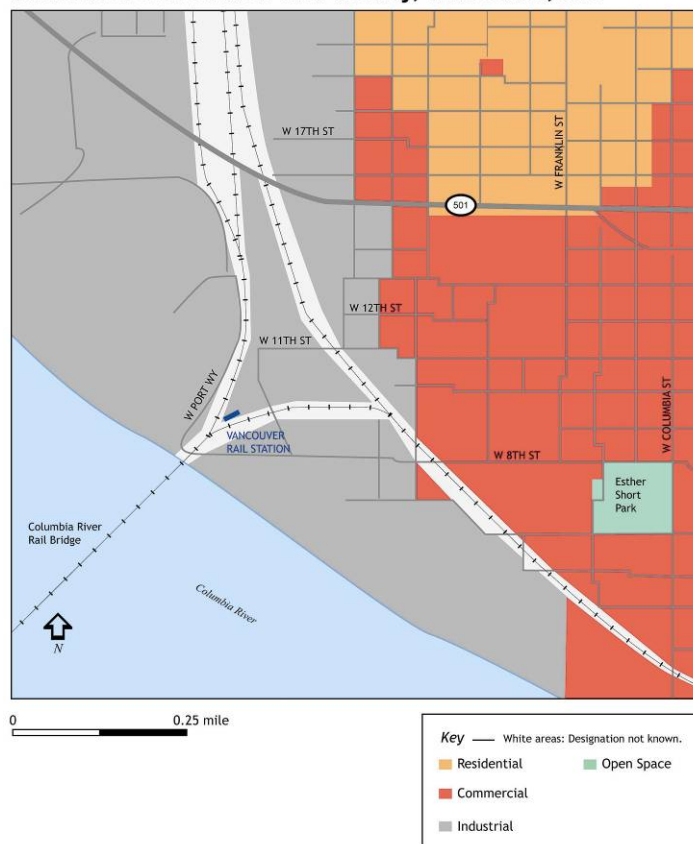 W 17TH ST
W FRANKLIN ST
501
W 12TH ST
W 11TH ST
W PORT WY
W COLUMBIA ST
VANCOUVER
RAIL STATION
W 8TH ST
Esther
Short
Park
Columbia River
Rail Bridge
Columbia River
N
0 0.25 mile
Key White areas: Designation not known.
Residential Open Space
Commercial
Industrial